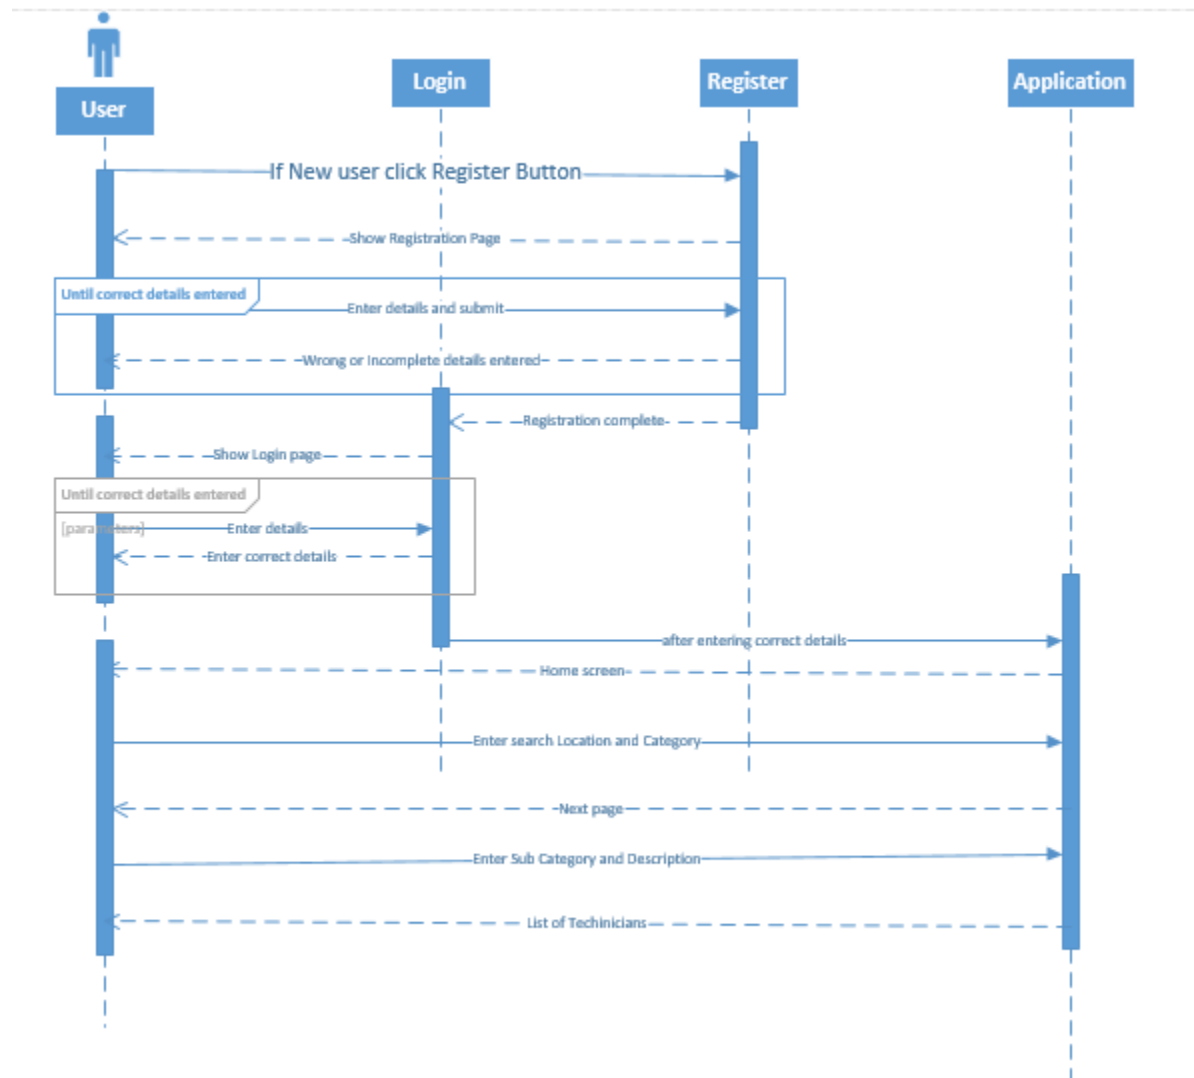 User
Login
Register
Application
If New user click Register Button
Show Registration Page
Until correct details entered
Enter details and submit
Wrong or Incomplete details entered
Registration complete
Show Login page
Until correct details entered
[parameters]
Enter details
Enter correct details
after entering correct details
Home screen
Enter search Location and Category
Next page
Enter Sub Category and Description
List of Techinicians